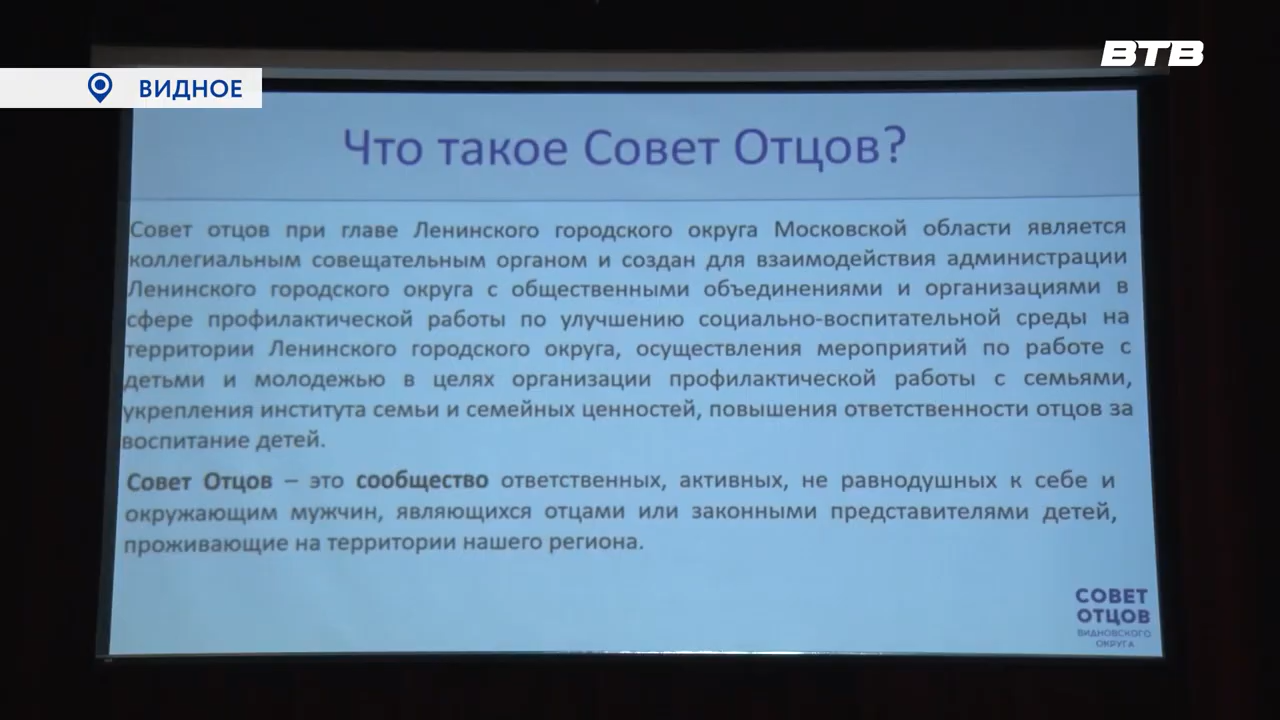 ВТВ
ВИДНОЕ
Что такое Совет Отцов?
Совет отцов при главе Ленинского городского округа Московской области является
коллегиальным совещательным органом и создан для взаимодействия администрации
Ленинского городского округа с общественными объединениями и организациями в
сфере профилактической работы по улучшению социально-воспитательной среды на
территории Ленинского городского округа, осуществления мероприятий по работе с
детьми и молодежью в целях организации профилактической работы с семьями,
укрепления института семьи и семейных ценностей, повышения ответственности отцов за
воспитание детей.
Совет Отцов – это сообщество ответственных, активных, не равнодушных к себе и
окружающим мужчин, являющихся отцами или законными представителями детей,
проживающие на территории нашего региона.
СОВЕТ
ОТЦОВ
ВИДНОВСКОГО
ОКРУГА